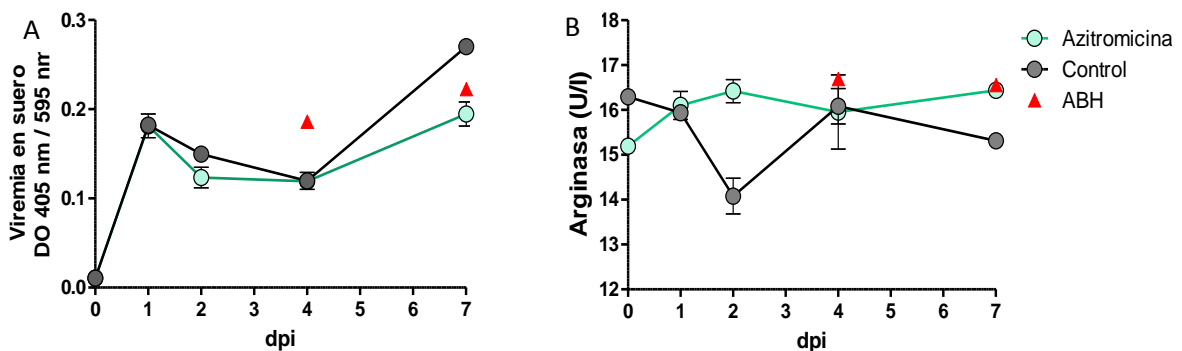 A
Viremia en suero
DO 405 nm / 595 nm
0.3
0.2
0.1
0.0
0 1 2 3 4 5 6 7
dpi
B
Arginasa (U/l)
18
17
16
15
14
13
12
0 1 2 3 4 5 6 7
dpi
Azitromicina
Control
ABH